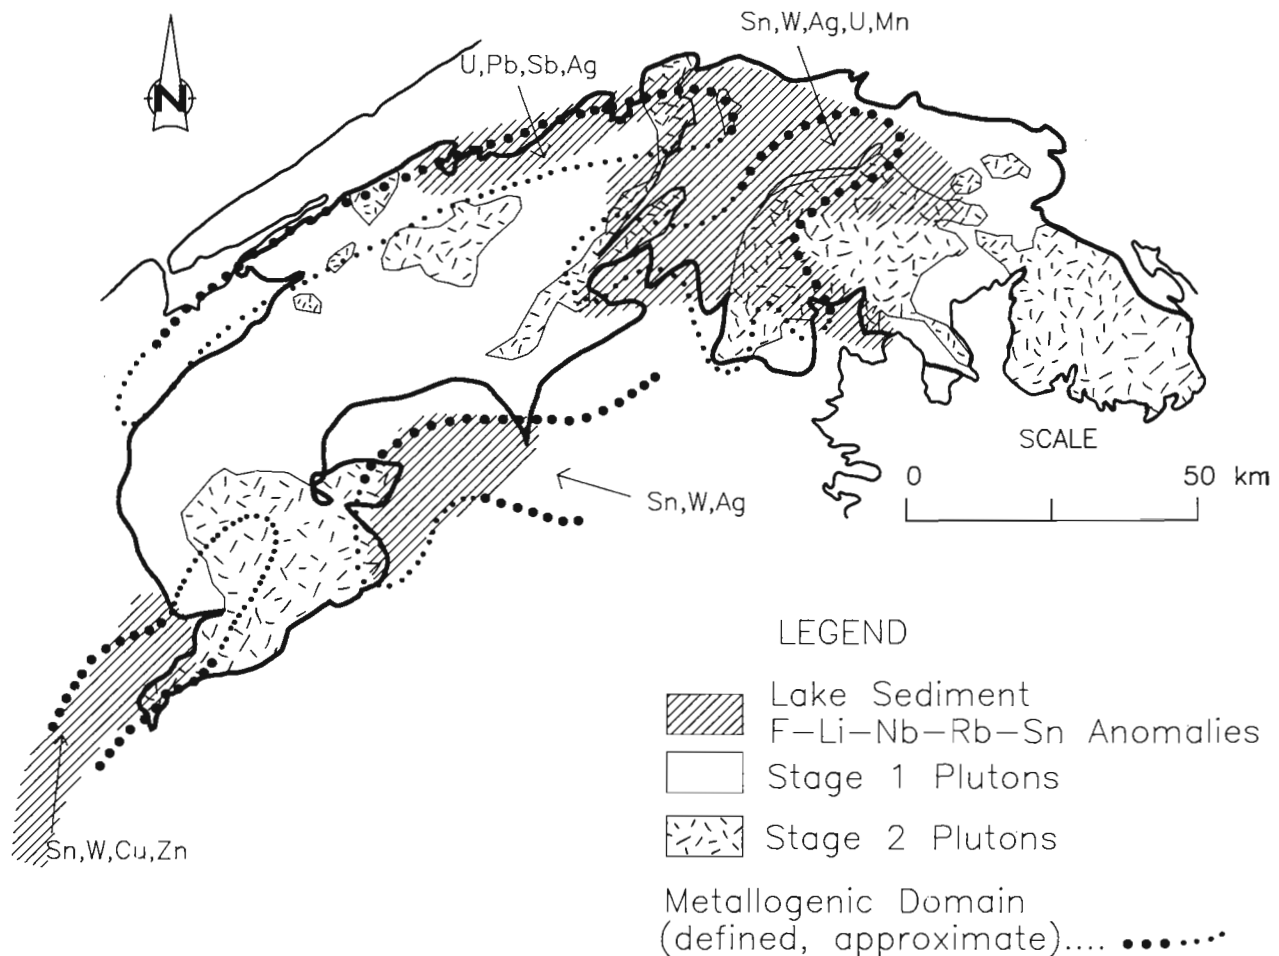 Sn,W,Ag,U,Mn
U,Pb,Sb,Ag
N
SCALE
0 50 km
Sn,W,Ag
LEGEND
Lake Sediment
F-Li-Nb-Rb-Sn Anomalies
Stage 1 Plutons
Stage 2 Plutons
Sn,W,Cu,Zn
Metallogenic Domain
(defined, approximate)....